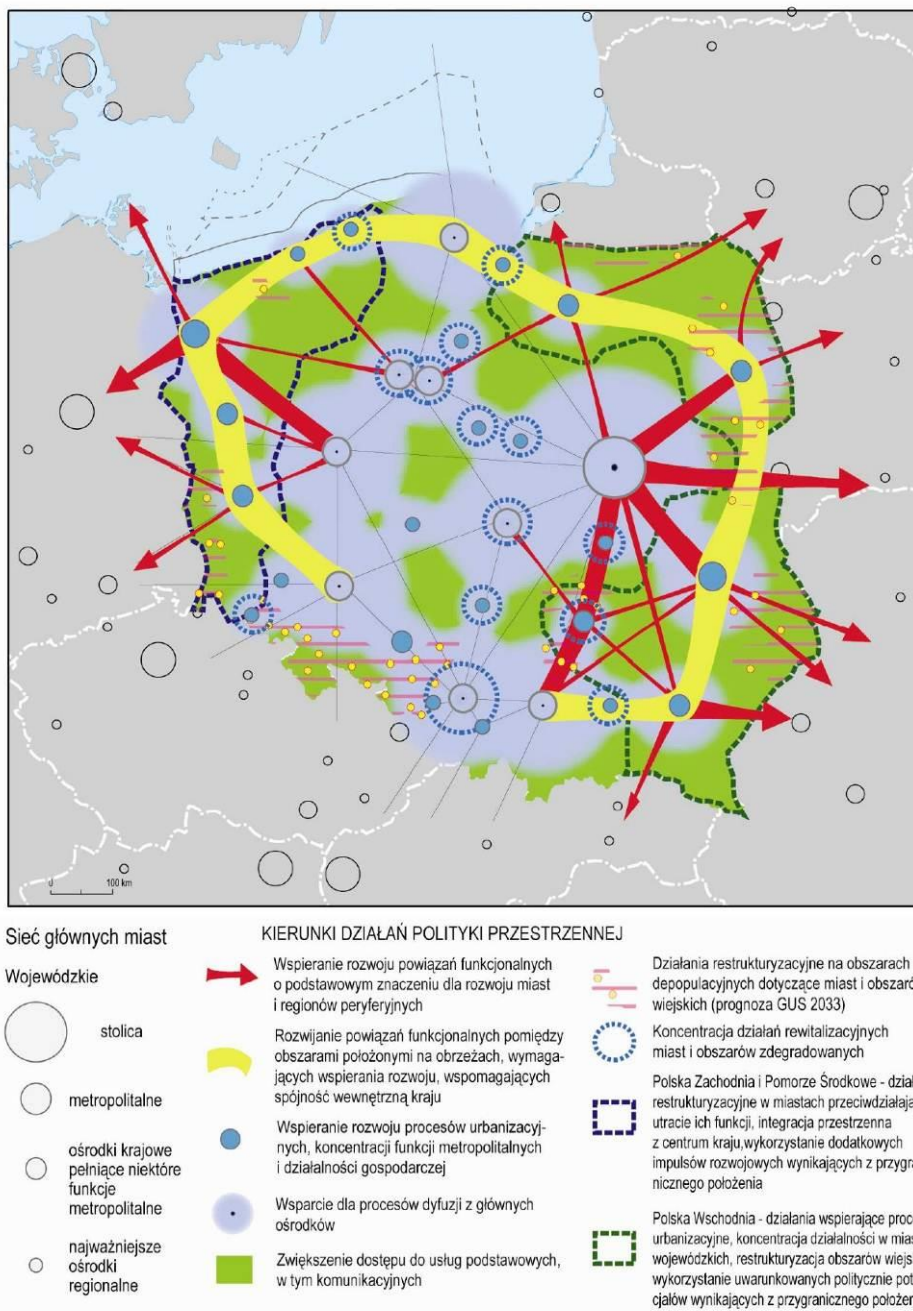 0 100 km
Sieć głównych miast
Wojewódzkie
stolica
metropolitalne
ośrodki krajowe
pełniące niektóre
funkcje
metropolitalne
najważniejsze
ośrodki
regionalne
KIERUNKI DZIAŁAŃ POLITYKI PRZESTRZENNEJ
Wspieranie rozwoju powiązań funkcjonalnych
o podstawowym znaczeniu dla rozwoju miast
i regionów peryferyjnych
Rozwijanie powiązań funkcjonalnych pomiędzy
obszarami położonymi na obrzeżach, wymaga-
jących wspierania rozwoju, wspomagających
spójność wewnętrzną kraju
Wspieranie rozwoju procesów urbanizacyj-
nych, koncentracji funkcji metropolitalnych
i działalności gospodarczej
Wsparcie dla procesów dyfuzji z głównych
ośrodków
Zwiększenie dostępu do usług podstawowych,
w tym komunikacyjnych
Działania restrukturyzacyjne na obszarach
depopulacyjnych dotyczące miast i obszaró
wiejskich (prognoza GUS 2033)
Koncentracja działań rewitalizacyjnych
miast i obszarów zdegradowanych
Polska Zachodnia i Pomorze Środkowe - dział
restrukturyzacyjne w miastach przeciwdziałają
utracie ich funkcji, integracja przestrzenna
z centrum kraju,wykorzystanie dodatkowych
impulsów rozwojowych wynikających z przygra
nicznego położenia
Polska Wschodnia - działania wspierające proce
urbanizacyjne, koncentracja działalności w mias
wojewódzkich, restrukturyzacja obszarów wiejs
wykorzystanie uwarunkowanych politycznie pot
cjałów wynikających z przygranicznego położen